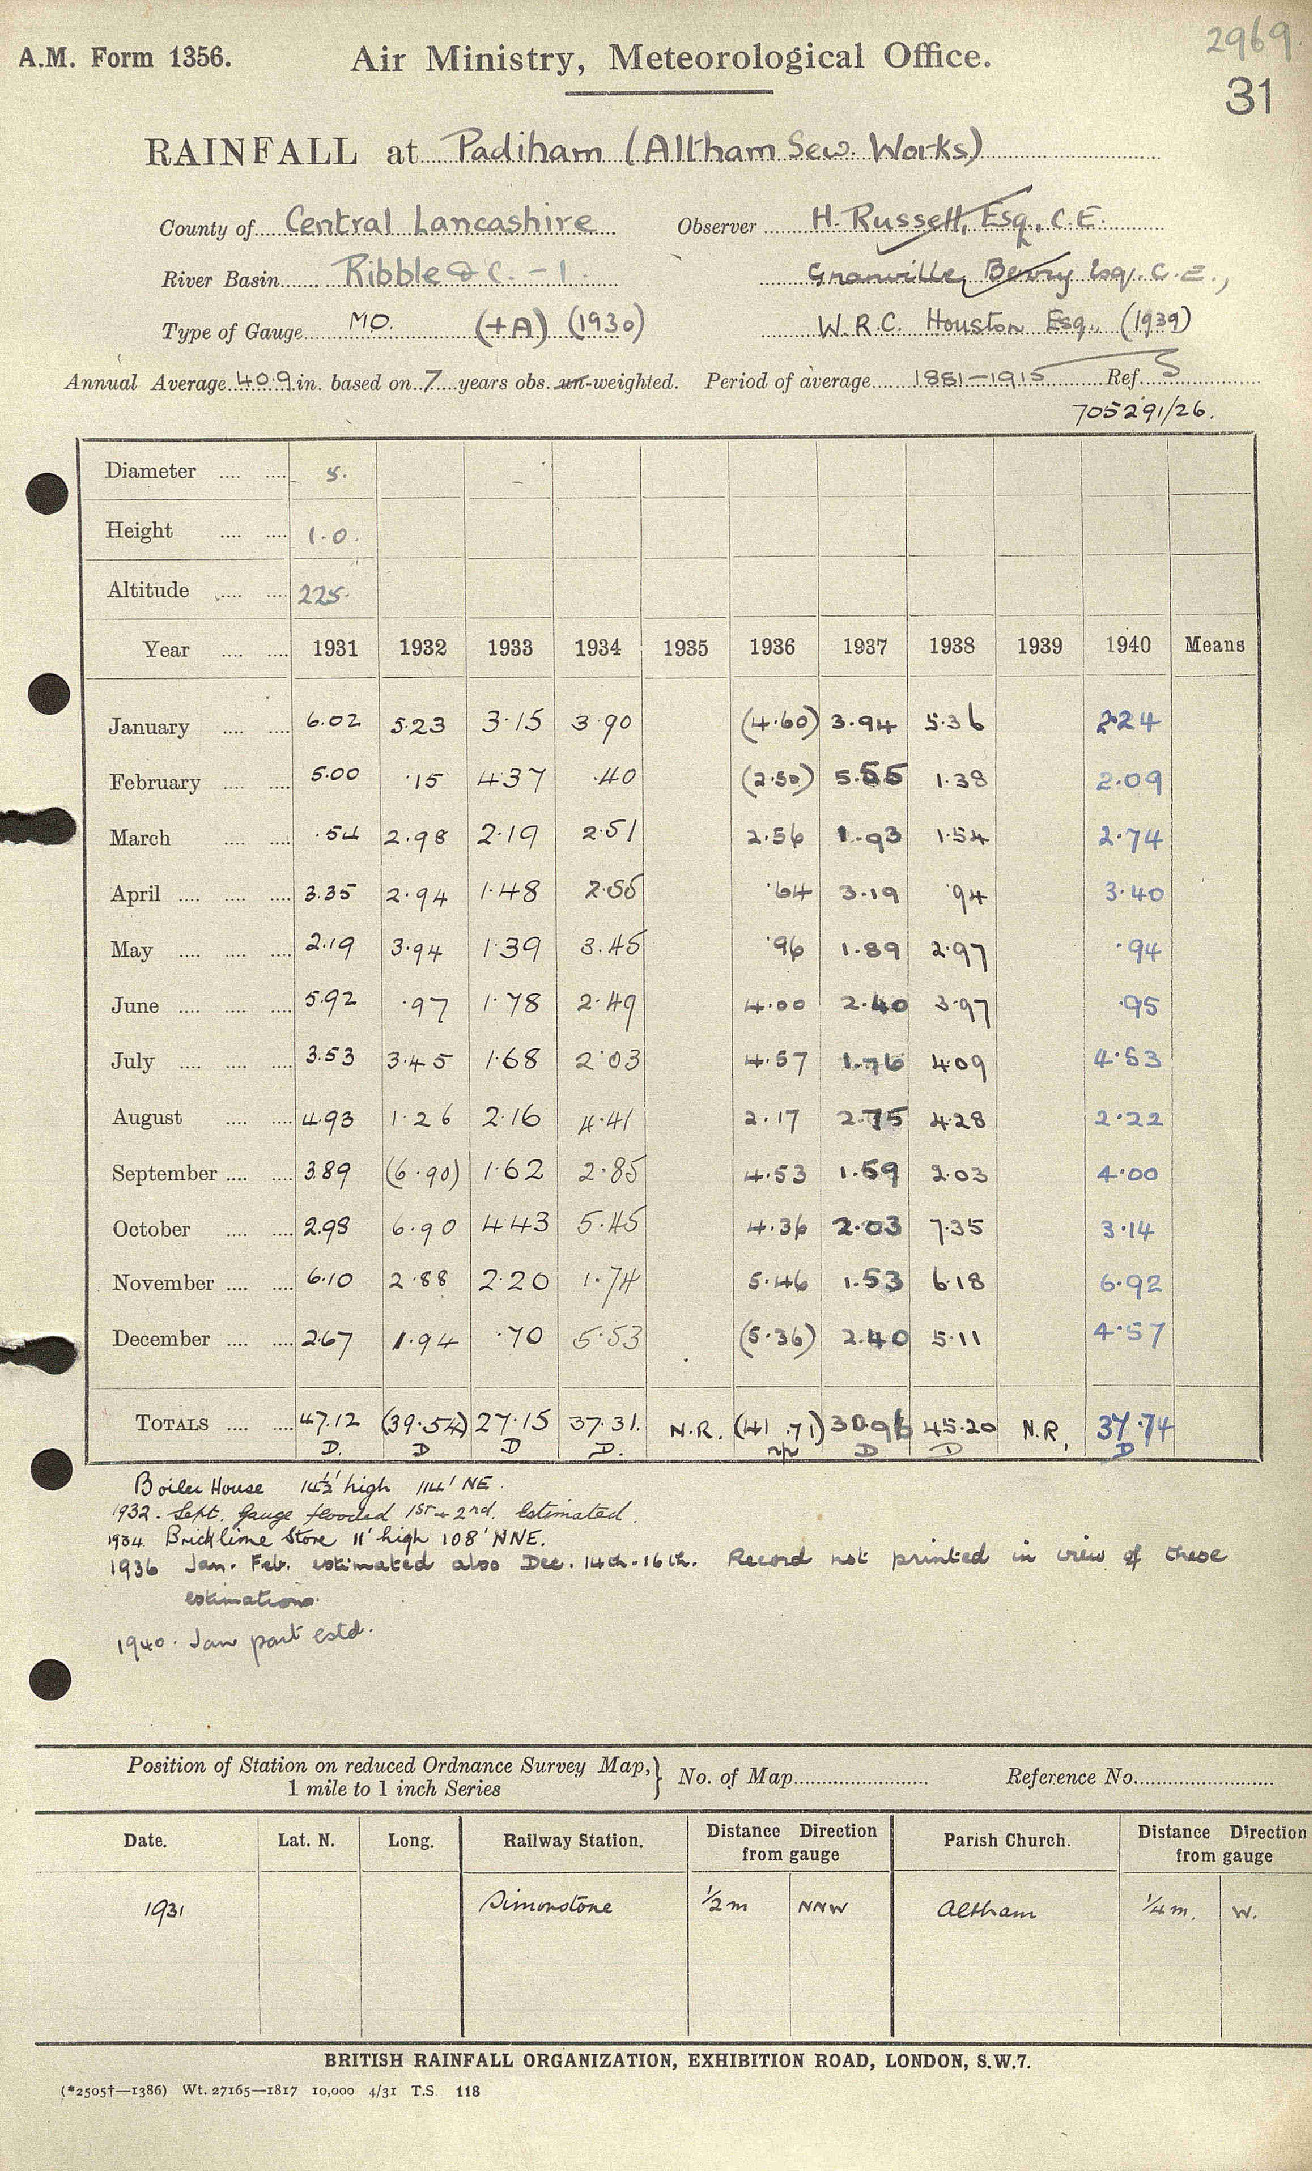 2969.
31
A.M. Form 1356. Air Ministry, Meteorological Office.
RAINFALL at Padiham (Altham Sew. Works)
County of Central Lancashire Observer H. Russett, Esq., C.E.
River Basin Ribble & C. - 1. Granville Berry Esq. C.E.,
Type of Gauge MO. (+A) (1930) W.R.C. Houston Esq. (1939)
Annual Average 40.9 in. based on 7 years obs. un-weighted. Period of average 1881-1915 Ref. S
705291/26.
Diameter 5.
Height 1.0.
Altitude 225.
Year 1931 1932 1933 1934 1935 1936 1937 1938 1939 1940 Means
January 6.02 5.23 3.15 3.90 (4.60) 3.94 5.36 2.24
February 5.00 .15 4.37 .40 (2.50) 5.55 1.38 2.09
March .54 2.98 2.19 2.51 2.56 1.93 1.54 2.74
April 3.35 2.94 1.48 2.55 .64 3.19 .94 3.40
May 2.19 3.94 1.39 3.45 .96 1.89 2.97 .94
June 5.92 .97 1.78 2.49 4.00 2.40 3.97 .95
July 3.53 3.45 1.68 2.03 4.57 1.76 4.09 4.53
August 4.93 1.26 2.16 4.41 2.17 2.75 4.28 2.22
September 3.89 (6.90) 1.62 2.85 4.53 1.59 2.03 4.00
October 2.98 6.90 4.43 5.45 4.36 2.03 7.35 3.14
November 6.10 2.88 2.20 1.74 5.46 1.53 6.18 6.92
December 2.67 1.94 .70 5.53 (5.36) 2.40 5.11 4.57
TOTALS 47.12 (39.54) 27.15 37.31. N.R. (41.71) 30.96 45.20 N.R. 37.74
D. D D D. D D D
Boiler House 14½' high 114' NE.
1932. Sept. Gauge flooded 1st + 2nd. Estimated.
1934 Bricklime Store 11' high 108' NNE.
1936 Jan. Feb. estimated also Dec. 14th-16th. Record not printed in view of these
estimations.
1940. Jan part estd.
Position of Station on reduced Ordnance Survey Map, 1 mile to 1 inch Series } No. of Map Reference No.
Date. Lat. N. Long. Railway Station. Distance Direction from gauge Parish Church. Distance Direction from gauge
1931 Simonstone ½m NNW Altham ¼m. W.
BRITISH RAINFALL ORGANIZATION, EXHIBITION ROAD, LONDON, S.W.7.
(*2505†—1386) Wt. 27165—1817 10,000 4/31 T.S. 118